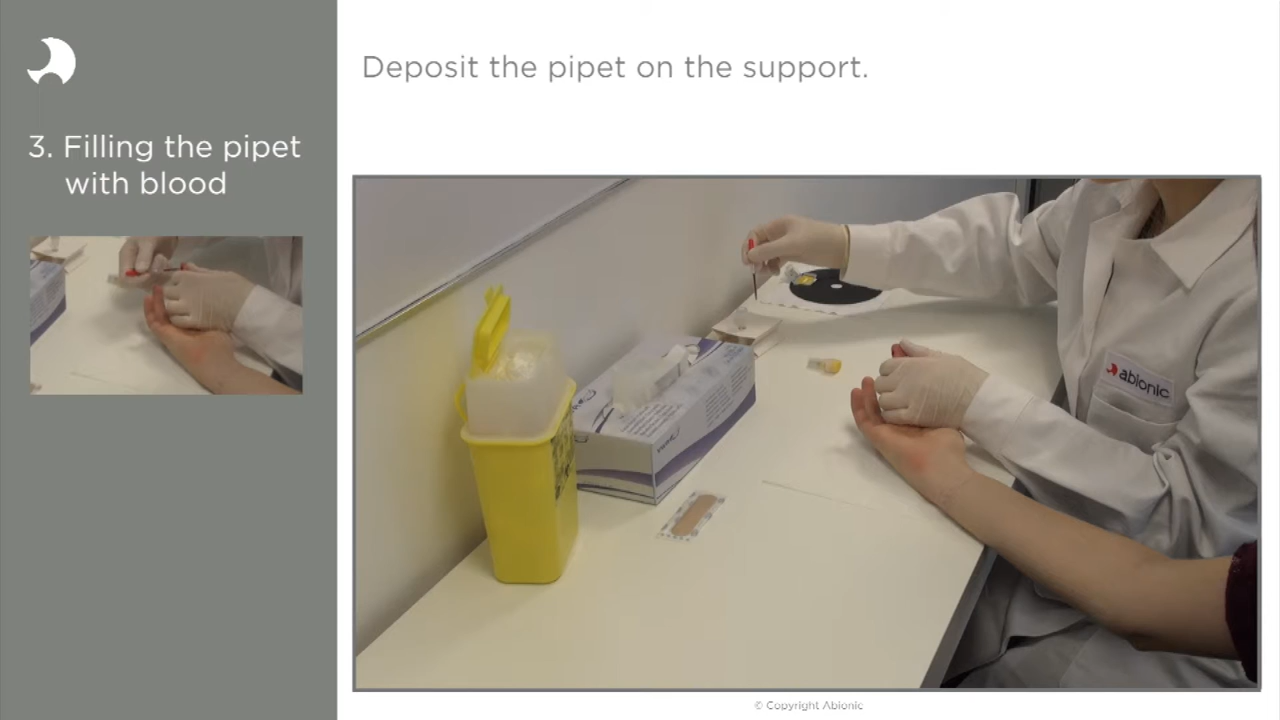 3. Filling the pipet
with blood
Deposit the pipet on the support.
abionic
© Copyright Abionic